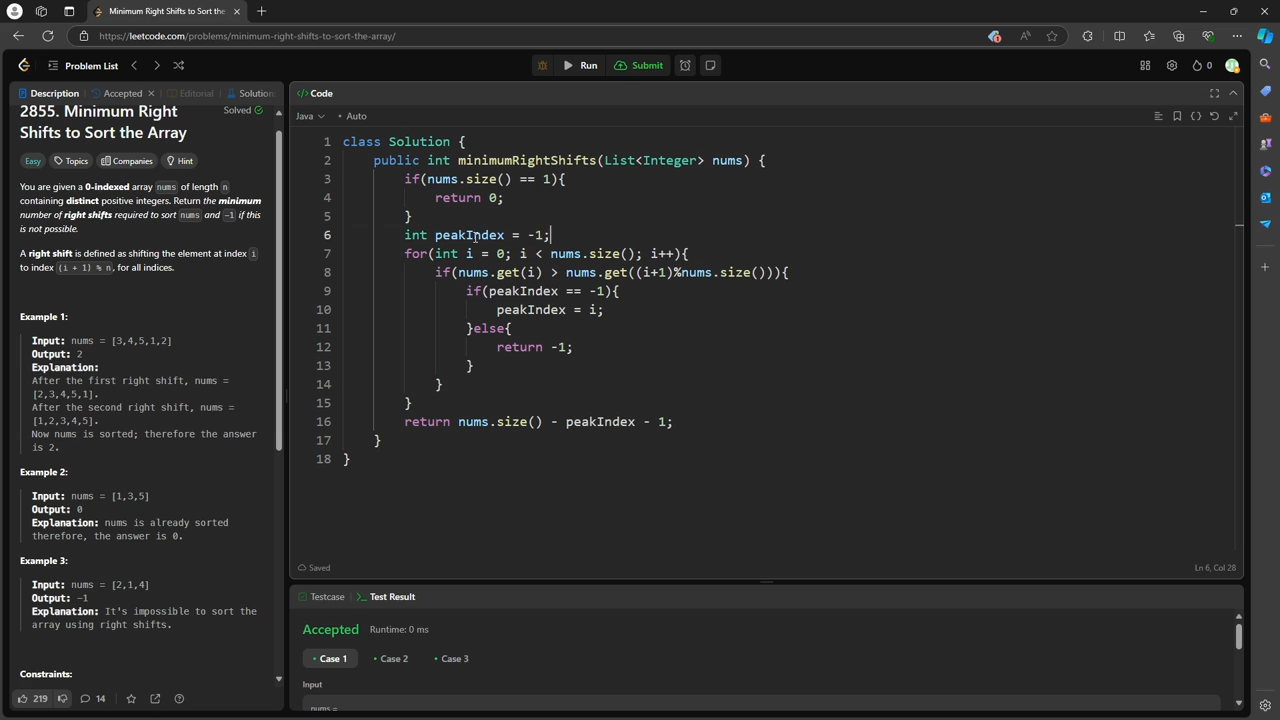 Minimum Right Shifts to Sort the
https://leetcode.com/problems/minimum-right-shifts-to-sort-the-array/
Problem List
Run
Submit
0
Description
Accepted
Editorial
Solution
2855. Minimum Right
Shifts to Sort the Array
Solved
Easy
Topics
Companies
Hint
You are given a 0-indexed array nums of length n
containing distinct positive integers. Return the minimum
number of right shifts required to sort nums and -1 if this
is not possible.
A right shift is defined as shifting the element at index i
to index (i + 1) % n, for all indices.
Example 1:
Input: nums = [3,4,5,1,2]
Output: 2
Explanation:
After the first right shift, nums =
[2,3,4,5,1].
After the second right shift, nums =
[1,2,3,4,5].
Now nums is sorted; therefore the answer
is 2.
Example 2:
Input: nums = [1,3,5]
Output: 0
Explanation: nums is already sorted
therefore, the answer is 0.
Example 3:
Input: nums = [2,1,4]
Output: -1
Explanation: It's impossible to sort the
array using right shifts.
Constraints:
219
14
</> Code
Java
Auto
1 class Solution {
2 public int minimumRightShifts(List<Integer> nums) {
3 if(nums.size() == 1){
4 return 0;
5 }
6 int peakIndex = -1;
7 for(int i = 0; i < nums.size(); i++){
8 if(nums.get(i) > nums.get((i+1)%nums.size())){
9 if(peakIndex == -1){
10 peakIndex = i;
11 }else{
12 return -1;
13 }
14 }
15 }
16 return nums.size() - peakIndex - 1;
17 }
18 }
Saved
Ln 6, Col 28
Testcase
>_ Test Result
Accepted
Runtime: 0 ms
Case 1
Case 2
Case 3
Input
nums =